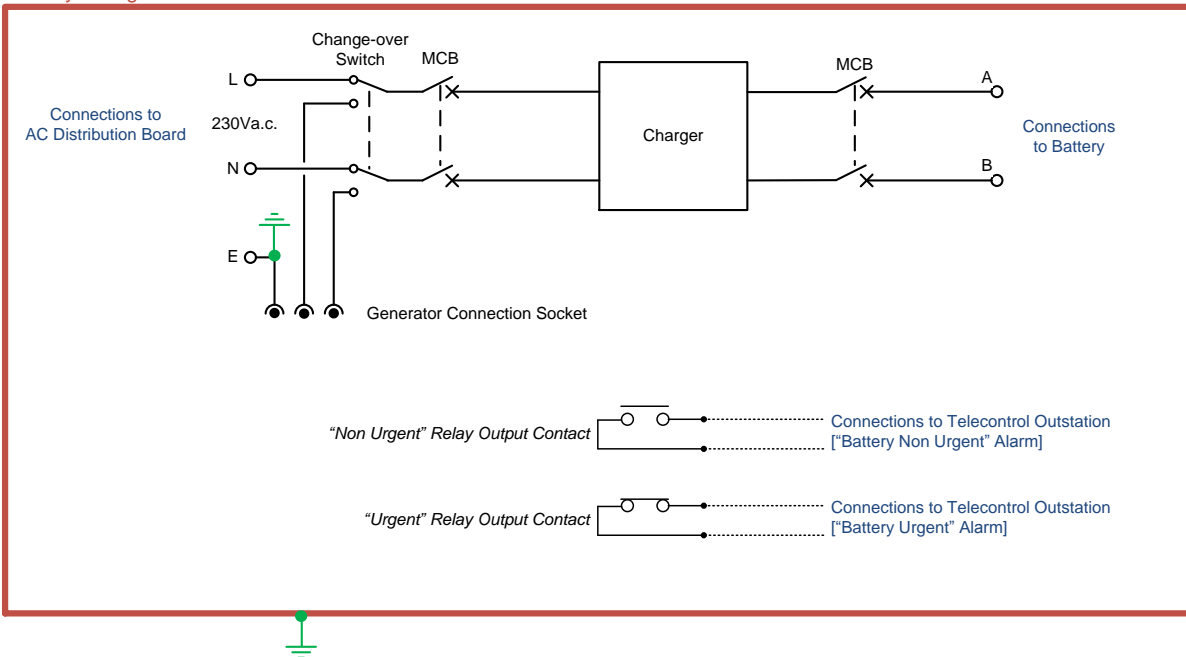 Change-over
Switch
MCB
MCB
L
A
Connections to
AC Distribution Board
230Va.c.
Charger
Connections
to Battery
N
B
E
Generator Connection Socket
“Non Urgent” Relay Output Contact
Connections to Telecontrol Outstation
[“Battery Non Urgent” Alarm]
“Urgent” Relay Output Contact
Connections to Telecontrol Outstation
[“Battery Urgent” Alarm]